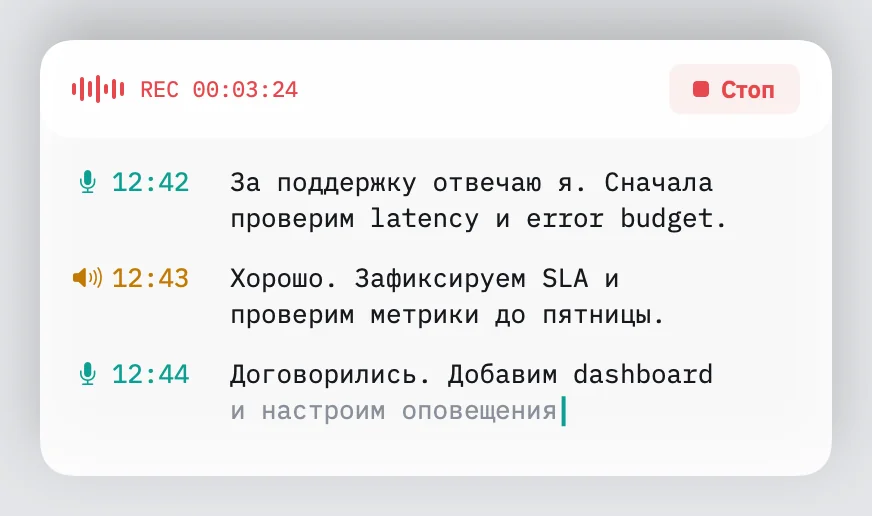 REC 00:03:24
Стоп
12:42 За поддержку отвечаю я. Сначала
проверим latency и error budget.
12:43 Хорошо. Зафиксируем SLA и
проверим метрики до пятницы.
12:44 Договорились. Добавим dashboard
и настроим оповещения